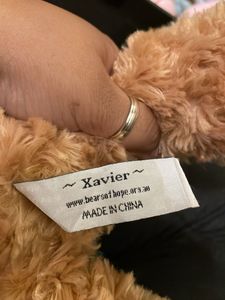 ~ Xavier ~
www.bearsofhope.org.au
MADE IN CHINA